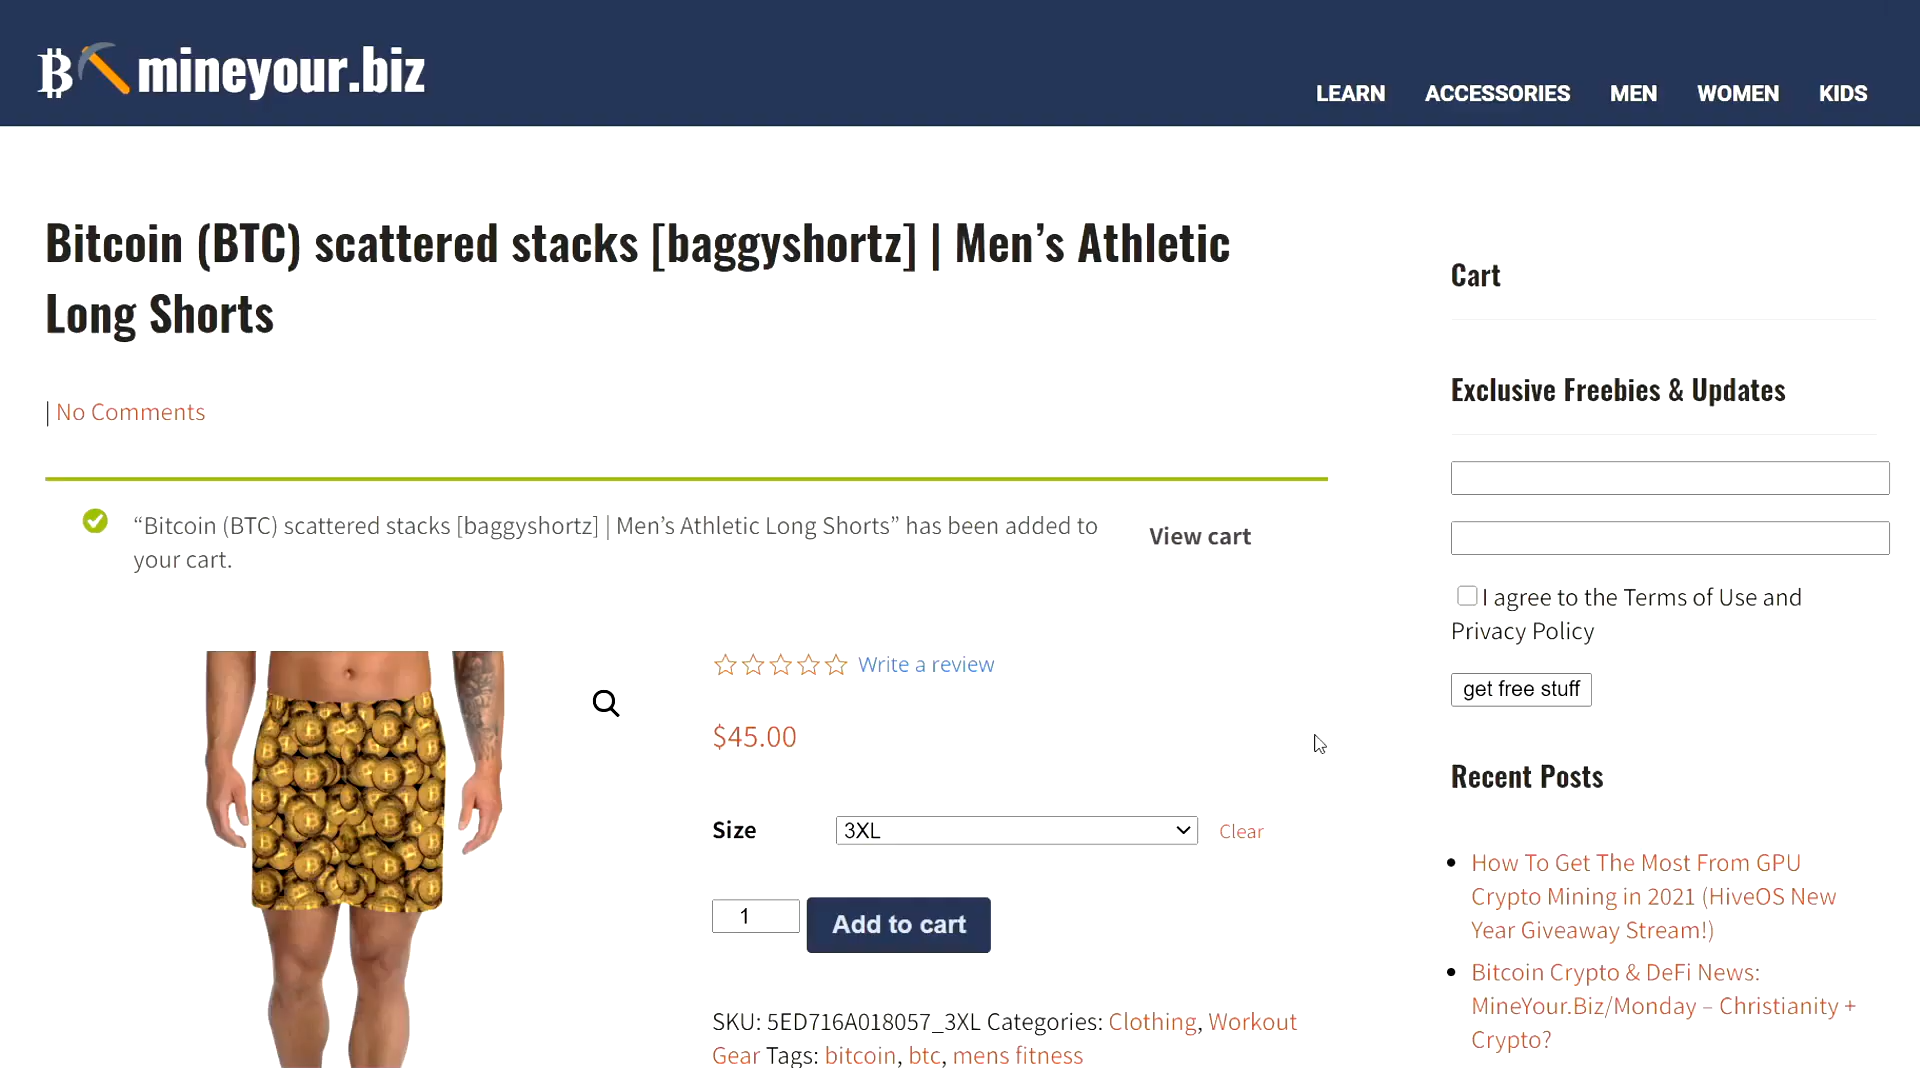 B mineyour.biz
LEARN ACCESSORIES MEN WOMEN KIDS
Bitcoin (BTC) scattered stacks [baggyshortz] | Men’s Athletic
Long Shorts
| No Comments
“Bitcoin (BTC) scattered stacks [baggyshortz] | Men’s Athletic Long Shorts” has been added to
your cart.
View cart
Write a review
$45.00
Size 3XL Clear
1 Add to cart
SKU: 5ED716A018057_3XL Categories: Clothing, Workout
Gear Tags: bitcoin, btc, mens fitness
Cart
Exclusive Freebies & Updates
I agree to the Terms of Use and
Privacy Policy
get free stuff
Recent Posts
How To Get The Most From GPU
Crypto Mining in 2021 (HiveOS New
Year Giveaway Stream!)
Bitcoin Crypto & DeFi News:
MineYour.Biz/Monday – Christianity +
Crypto?